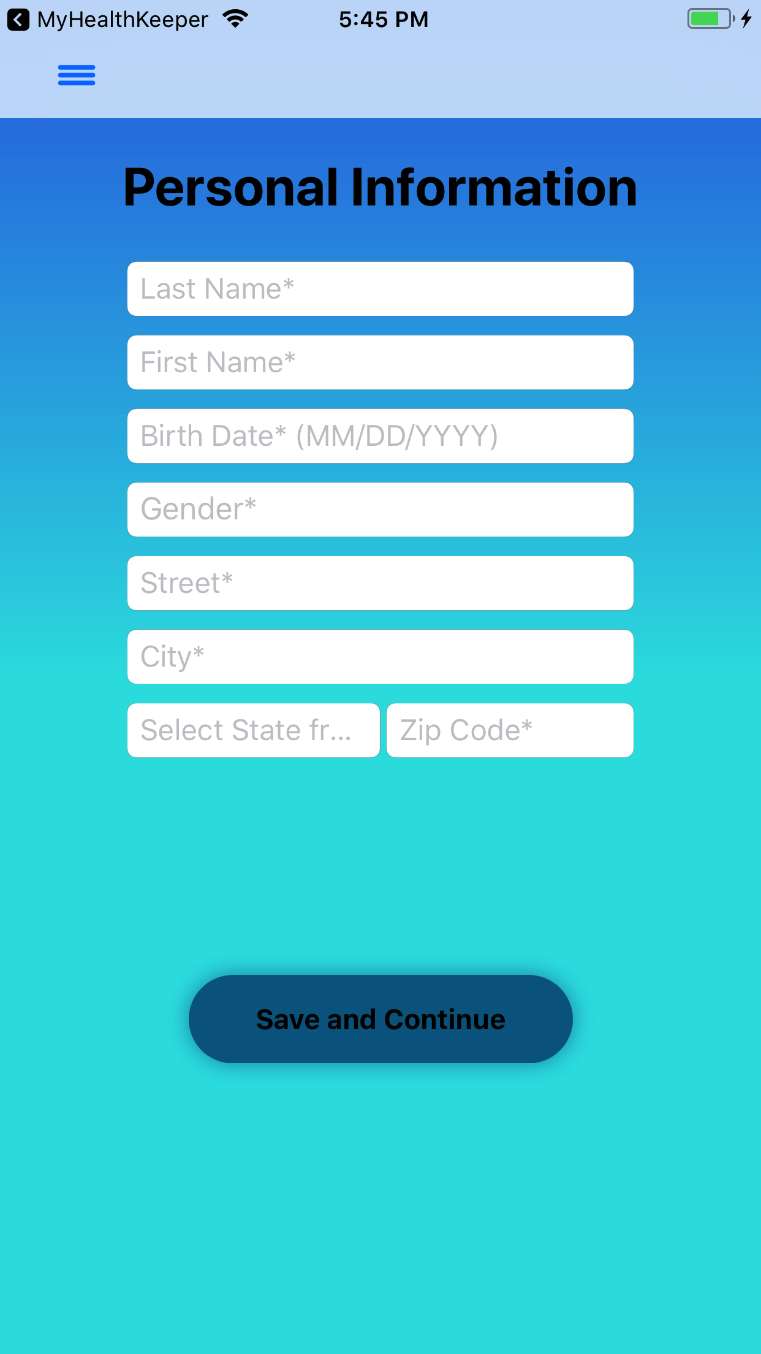 MyHealthKeeper 5:45 PM
Personal Information
Last Name*
First Name*
Birth Date* (MM/DD/YYYY)
Gender*
Street*
City*
Select State fr... Zip Code*
Save and Continue